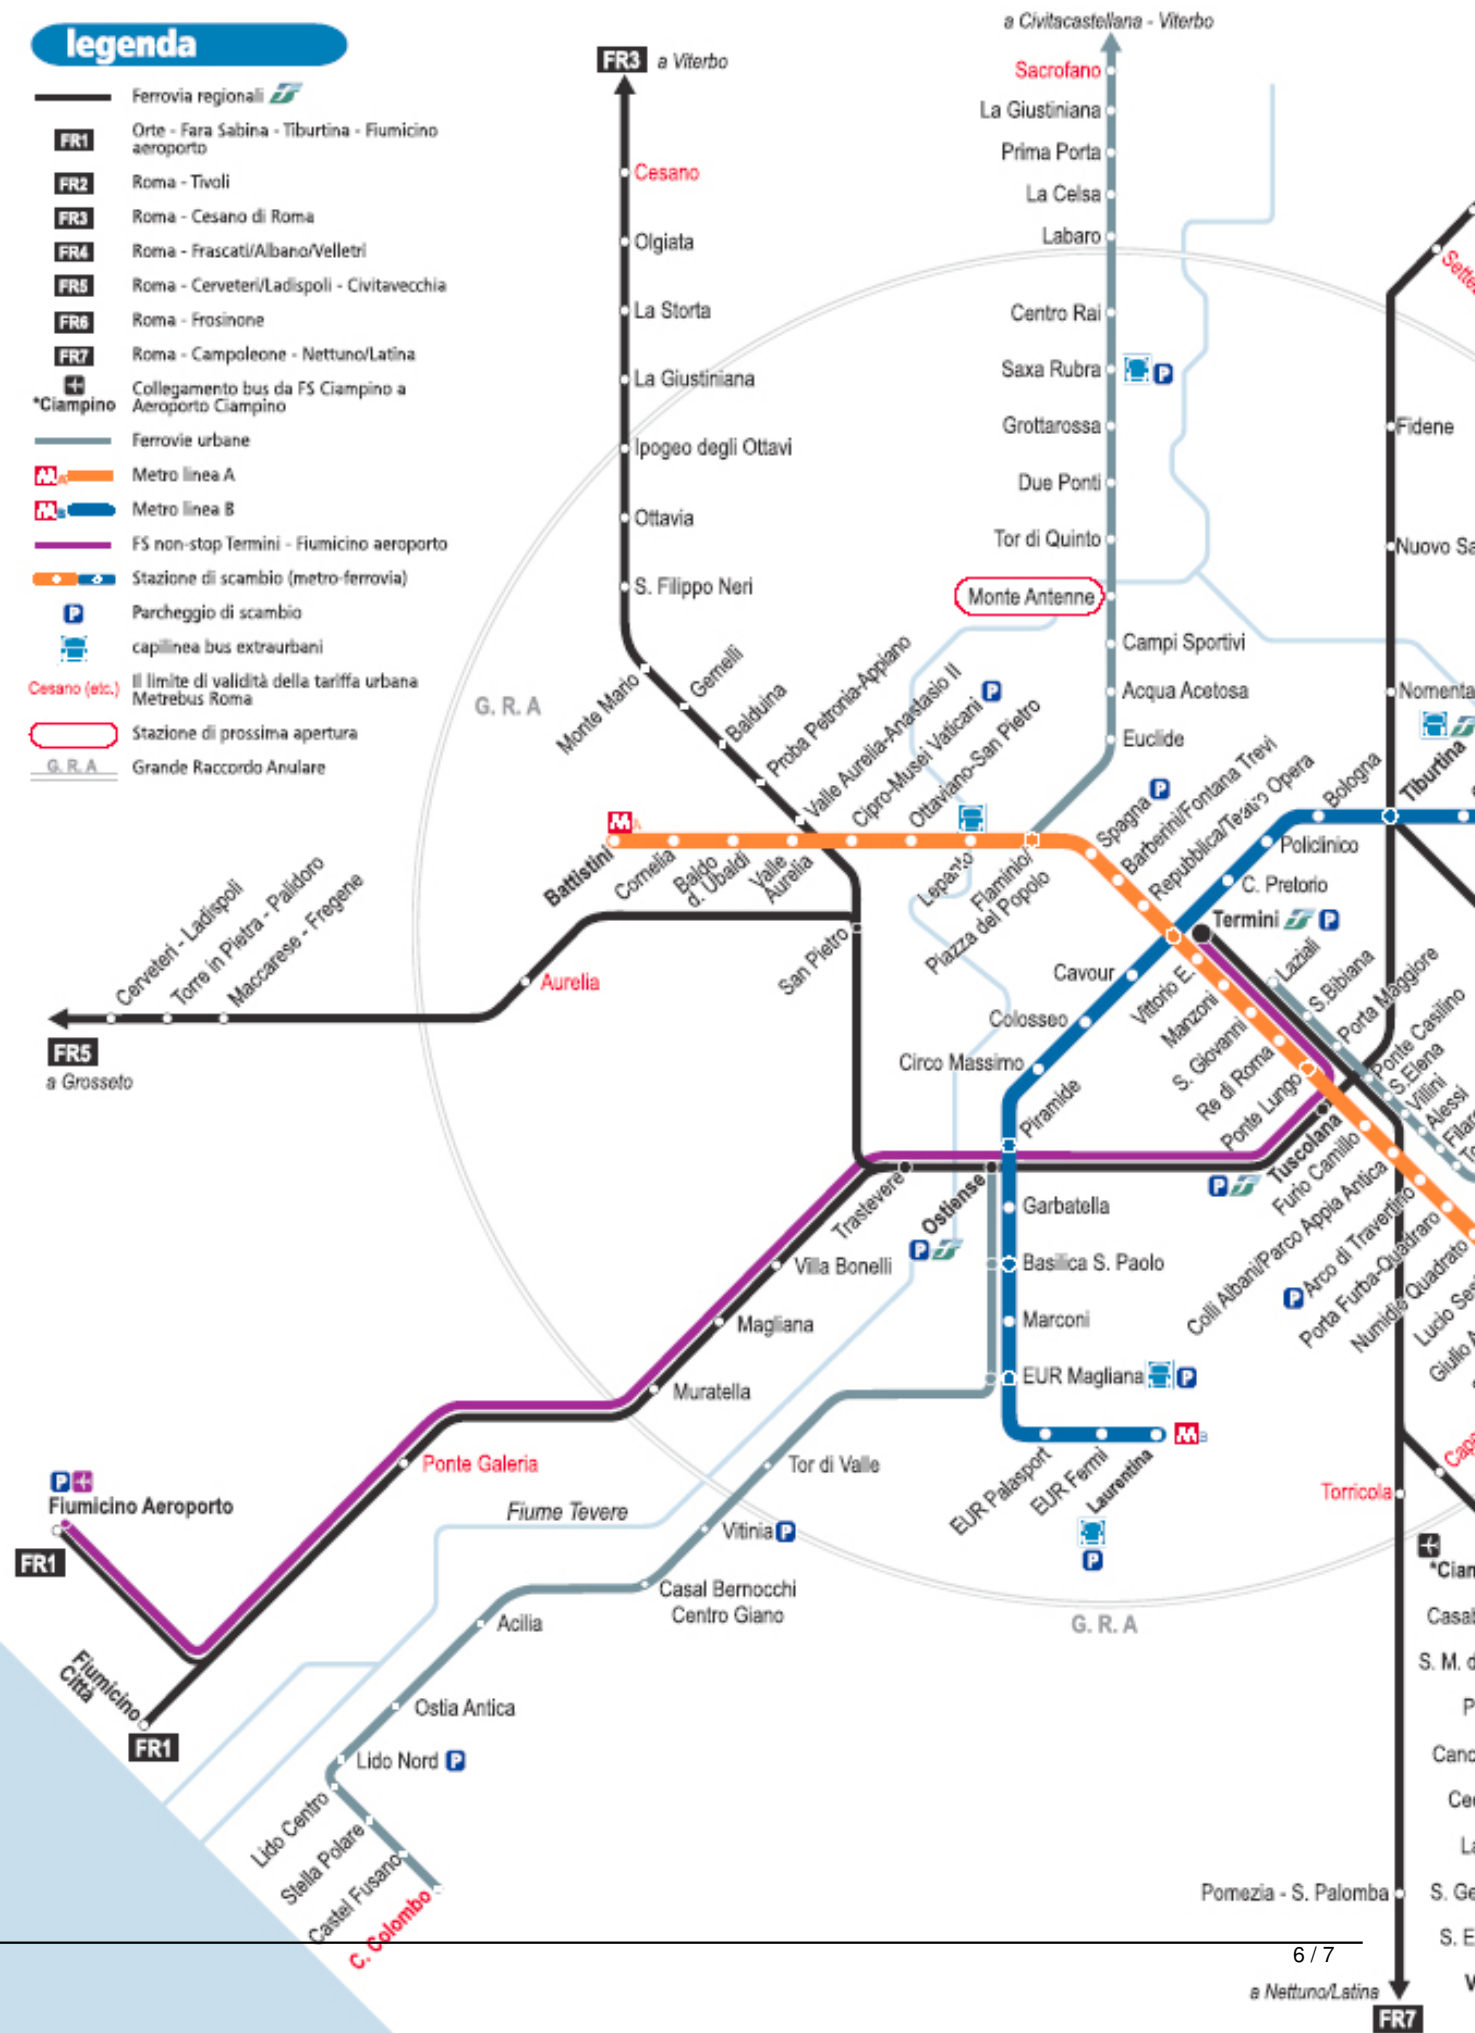 legenda
Ferrovia regionali
FR1 Orte - Fara Sabina - Tiburtina - Fiumicino
aeroporto
FR2 Roma - Tivoli
FR3 Roma - Cesano di Roma
FR4 Roma - Frascati/Albano/Velletri
FR5 Roma - Cerveteri/Ladispoli - Civitavecchia
FR6 Roma - Frosinone
FR7 Roma - Campoleone - Nettuno/Latina
*Ciampino Collegamento bus da FS Ciampino a
Aeroporto Ciampino
Ferrovie urbane
MA Metro linea A
MB Metro linea B
FS non-stop Termini - Fiumicino aeroporto
Stazione di scambio (metro-ferrovia)
P Parcheggio di scambio
capilinea bus extraurbani
Cesano (etc.) Il limite di validità della tariffa urbana
Metrebus Roma
Stazione di prossima apertura
G. R. A Grande Raccordo Anulare
FR3 a Viterbo
Cesano
Olgiata
La Storta
La Giustiniana
Ipogeo degli Ottavi
Ottavia
S. Filippo Neri
Monte Mario
Gemelli
Balduina
Proba Petronia-Appiano
Valle Aurelia-Anastasio II
Cipro-Musei Vaticani P
Ottaviano-San Pietro
a Civitacastellana - Viterbo
Sacrofano
La Giustiniana
Prima Porta
La Celsa
Labaro
Centro Rai
Saxa Rubra P
Grottarossa
Due Ponti
Tor di Quinto
Monte Antenne
Campi Sportivi
Acqua Acetosa
Euclide
Fidene
G. R. A
MA
Battistini
Cornelia
Baldo
d. Ubaldi
Valle
Aurelia
Lepanto
Flaminio/
Piazza del Popolo
Spagna P
Barberini/Fontana Trevi
Repubblica/Teatro Opera
Bologna
Tiburtina
Policlinico
C. Pretorio
Termini P
Cavour
Colosseo
Circo Massimo
Piramide
Vittorio E.
Manzoni
S. Giovanni
Re di Roma
Ponte Lungo
Laziali
S.Bibiana
Porta Maggiore
Ponte Casilino
S.Elena
Villini
Alessi
P Tuscolana
Furio Camillo
Colli Albani/Parco Appia Antica
P Arco di Travertino
Porta Furba-Quadraro
Numidio Quadrato
Cerveteri - Ladispoli
Torre in Pietra - Palidoro
Maccarese - Fregene
Aurelia
San Pietro
FR5
a Grosseto
Trastevere
Ostiense
P
Villa Bonelli
Magliana
Muratella
Ponte Galeria
Garbatella
Basilica S. Paolo
Marconi
EUR Magliana P
MB
EUR Palasport
EUR Fermi
Laurentina
P
P
Fiumicino Aeroporto
FR1
Fiumicino
Città
FR1
Fiume Tevere
Tor di Valle
Vitinia P
Casal Bernocchi
Centro Giano
Acilia
Ostia Antica
Lido Nord P
Lido Centro
Stella Polare
Castel Fusano
C. Colombo
G. R. A
Torricola
Pomezia - S. Palomba
6 / 7
a Nettuno/Latina
FR7